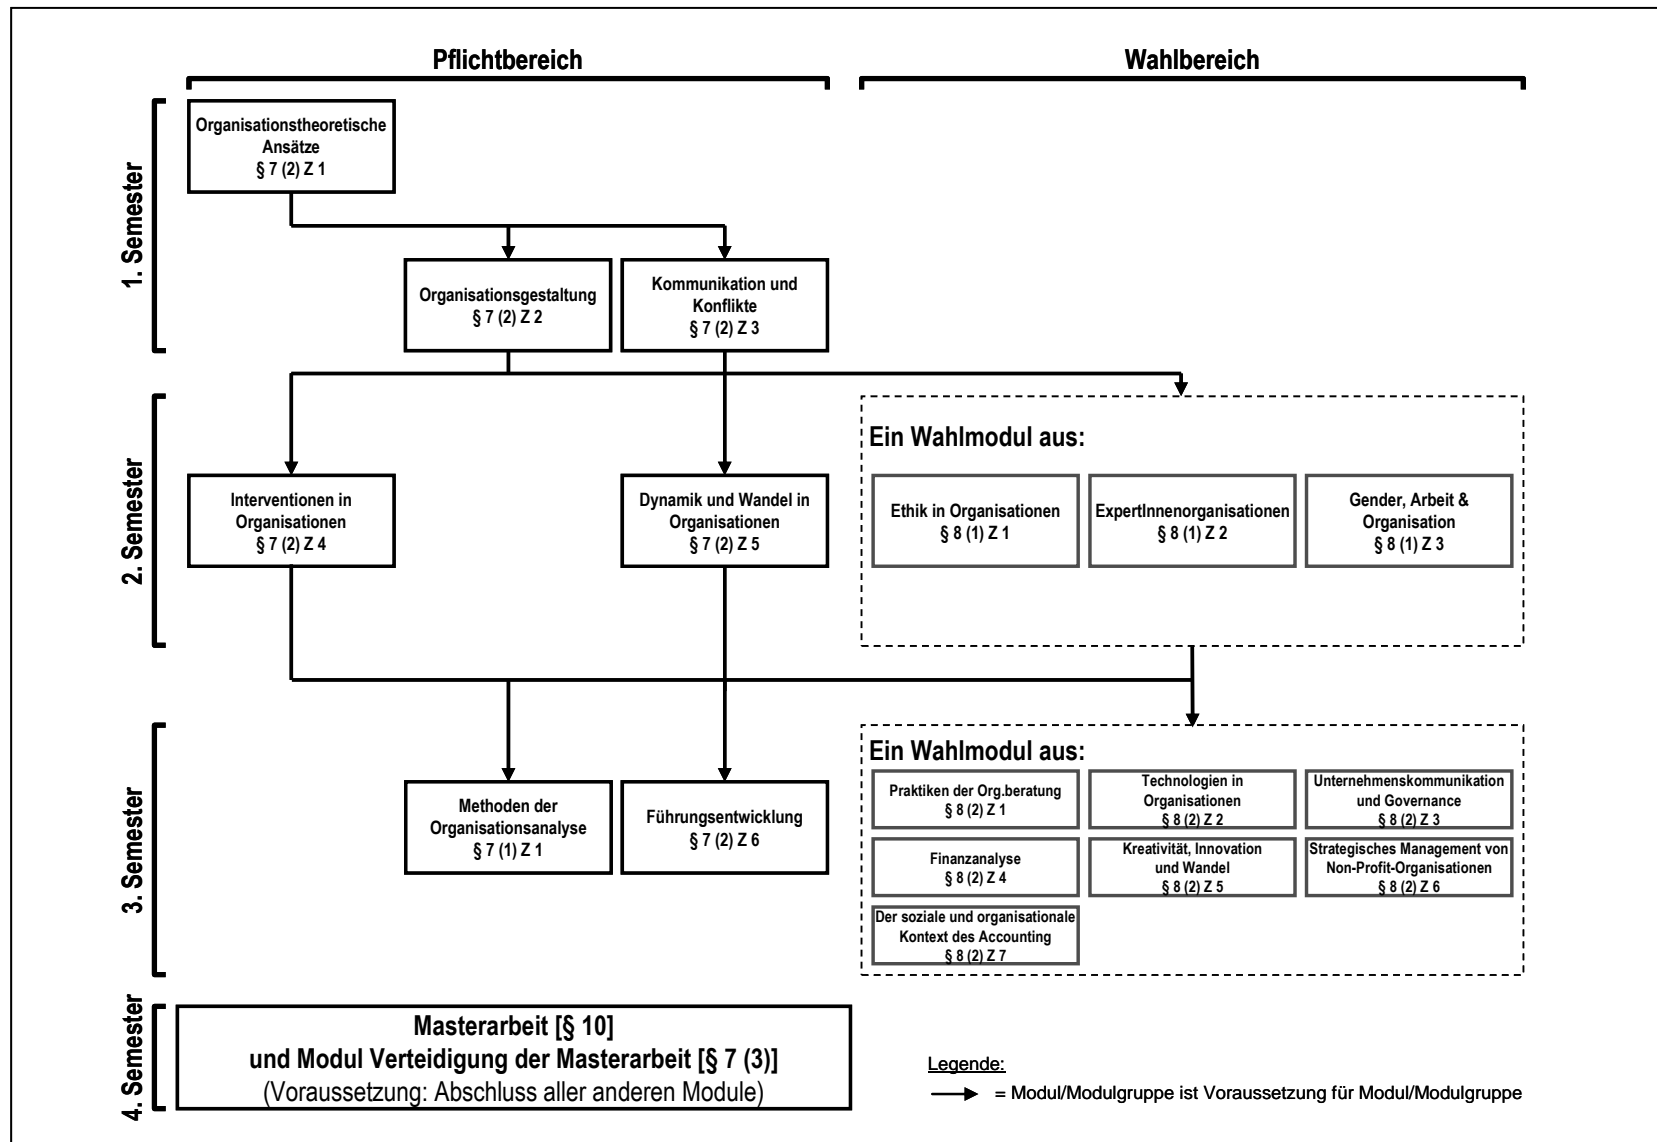 Pflichtbereich
Wahlbereich
1. Semester
Organisationstheoretische
Ansätze
§ 7 (2) Z 1
Organisationsgestaltung
§ 7 (2) Z 2
Kommunikation und
Konflikte
§ 7 (2) Z 3
2. Semester
Interventionen in
Organisationen
§ 7 (2) Z 4
Dynamik und Wandel in
Organisationen
§ 7 (2) Z 5
Ein Wahlmodul aus:
Ethik in Organisationen
§ 8 (1) Z 1
ExpertInnenorganisationen
§ 8 (1) Z 2
Gender, Arbeit &
Organisation
§ 8 (1) Z 3
3. Semester
Methoden der
Organisationsanalyse
§ 7 (1) Z 1
Führungsentwicklung
§ 7 (2) Z 6
Ein Wahlmodul aus:
Praktiken der Org.beratung
§ 8 (2) Z 1
Technologien in
Organisationen
§ 8 (2) Z 2
Unternehmenskommunikation
und Governance
§ 8 (2) Z 3
Finanzanalyse
§ 8 (2) Z 4
Kreativität, Innovation
und Wandel
§ 8 (2) Z 5
Strategisches Management von
Non-Profit-Organisationen
§ 8 (2) Z 6
Der soziale und organisationale
Kontext des Accounting
§ 8 (2) Z 7
4. Semester
Masterarbeit [§ 10]
und Modul Verteidigung der Masterarbeit [§ 7 (3)]
(Voraussetzung: Abschluss aller anderen Module)
Legende:
= Modul/Modulgruppe ist Voraussetzung für Modul/Modulgruppe